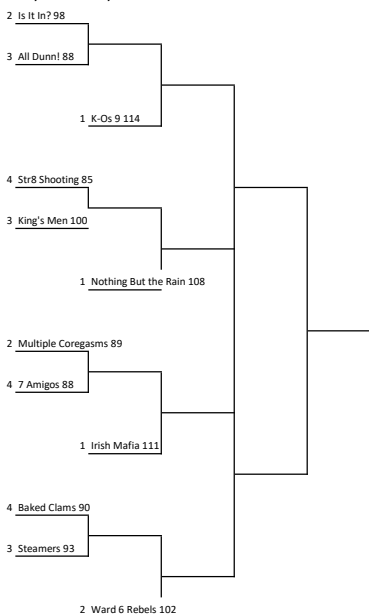 2 Is It In? 98
3 All Dunn! 88
1 K-Os 9 114
4 Str8 Shooting 85
3 King's Men 100
1 Nothing But the Rain 108
2 Multiple Coregasms 89
4 7 Amigos 88
1 Irish Mafia 111
4 Baked Clams 90
3 Steamers 93
2 Ward 6 Rebels 102